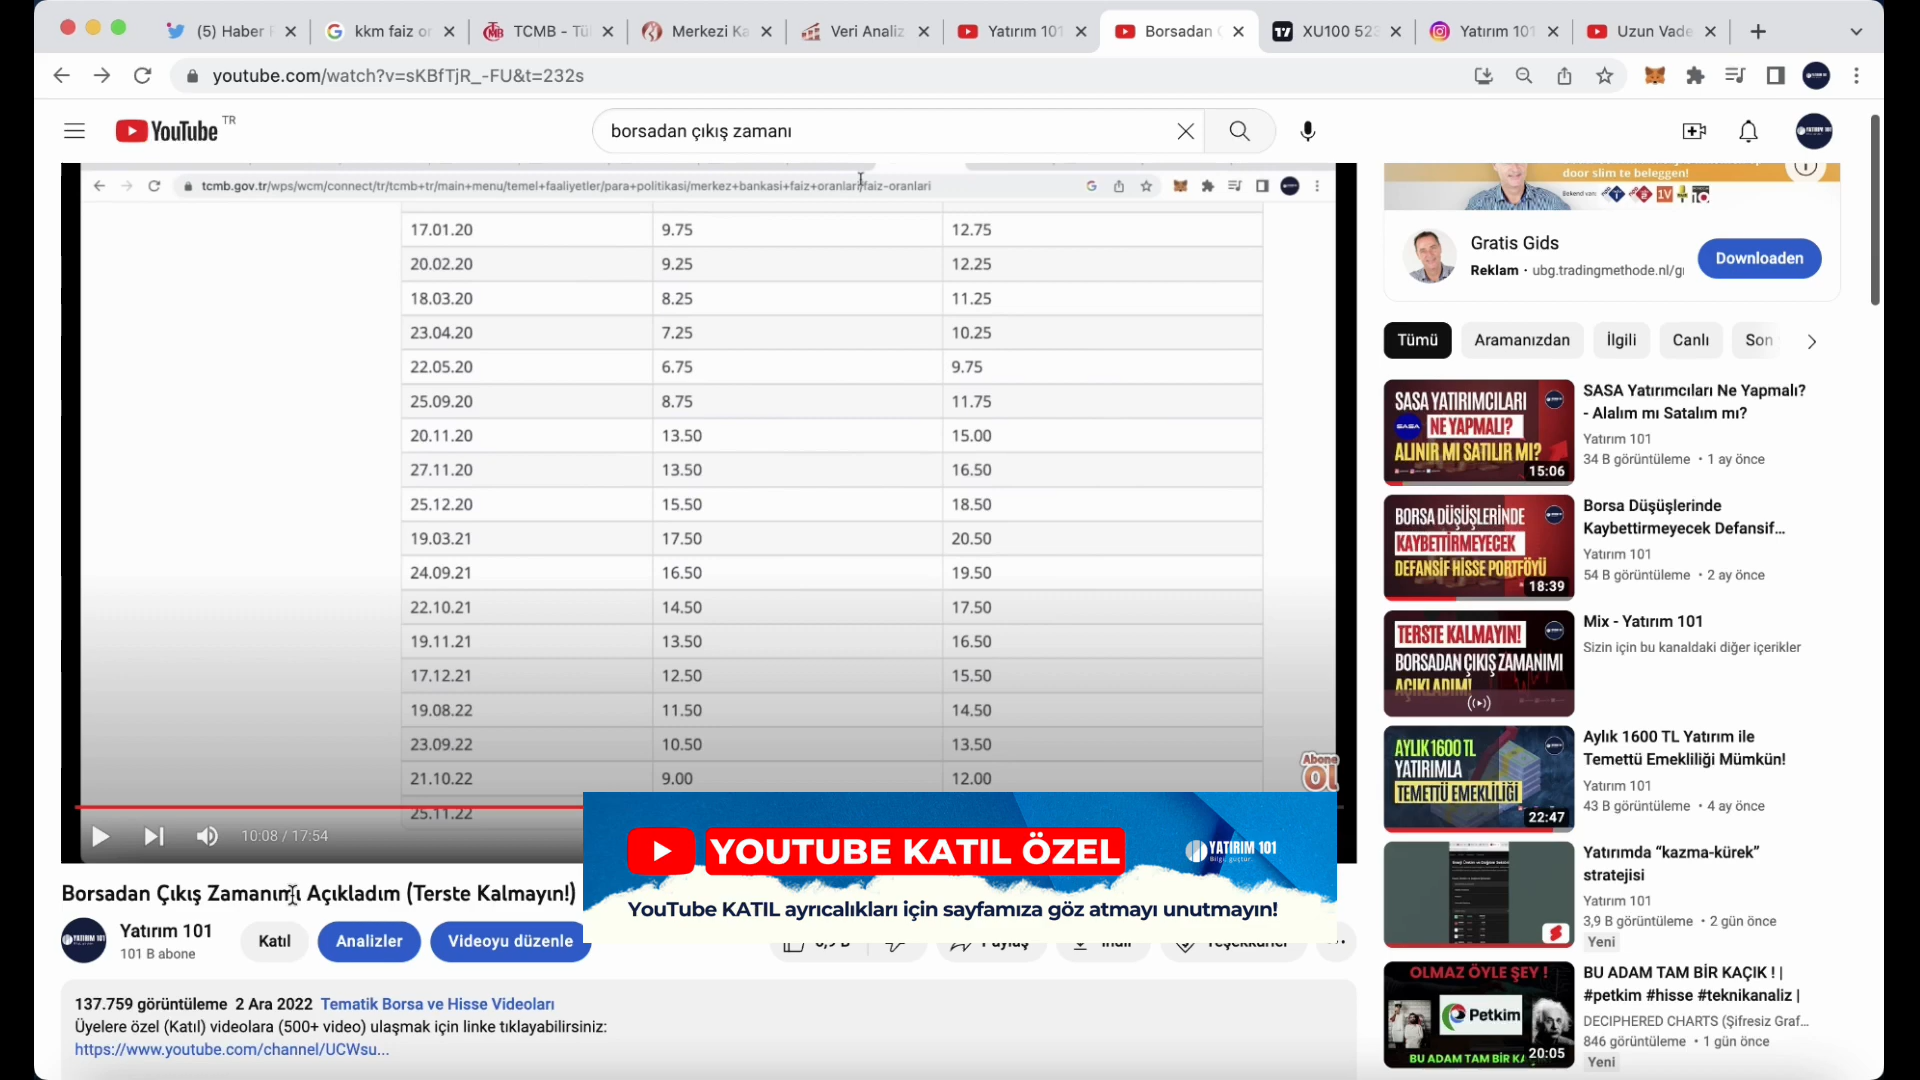 (5) Haber
kkm faiz or
TCMB - Tü
Merkezi Ka
Veri Analiz
Yatırım 101
Borsadan
XU100 523
Yatırım 101
Uzun Vade
youtube.com/watch?v=sKBfTjR_-FU&t=232s
YouTube TR
borsadan çıkış zamanı
tcmb.gov.tr/wps/wcm/connect/tr/tcmb+tr/main+menu/temel+faaliyetler/para+politikasi/merkez+bankasi+faiz+oranlari/faiz-oranlari
17.01.20 9.75 12.75
20.02.20 9.25 12.25
18.03.20 8.25 11.25
23.04.20 7.25 10.25
22.05.20 6.75 9.75
25.09.20 8.75 11.75
20.11.20 13.50 15.00
27.11.20 13.50 16.50
25.12.20 15.50 18.50
19.03.21 17.50 20.50
24.09.21 16.50 19.50
22.10.21 14.50 17.50
19.11.21 13.50 16.50
17.12.21 12.50 15.50
19.08.22 11.50 14.50
23.09.22 10.50 13.50
21.10.22 9.00 12.00
25.11.22
Abone
Ol
10:08 / 17:54
YOUTUBE KATIL ÖZEL
YATIRIM 101
Bilgi güçtür.
YouTube KATIL ayrıcalıkları için sayfamıza göz atmayı unutmayın!
Borsadan Çıkış Zamanımı Açıkladım (Terste Kalmayın!)
Yatırım 101
101 B abone
Katıl
Analizler
Videoyu düzenle
137.759 görüntüleme 2 Ara 2022 Tematik Borsa ve Hisse Videoları
Üyelere özel (Katıl) videolara (500+ video) ulaşmak için linke tıklayabilirsiniz:
https://www.youtube.com/channel/UCWsu...
door slim te beleggen!
Bekend van:
Gratis Gids
Reklam · ubg.tradingmethode.nl/g
Downloaden
Tümü
Aramanızdan
İlgili
Canlı
Son
SASA YATIRIMCILARI
SASA
NE YAPMALI?
ALINIR MI SATILIR MI?
15:06
SASA Yatırımcıları Ne Yapmalı?
- Alalım mı Satalım mı?
Yatırım 101
34 B görüntüleme • 1 ay önce
BORSA DÜŞÜŞLERİNDE
KAYBETTİRMEYECEK
DEFANSİF HİSSE PORTFÖYÜ
18:39
Borsa Düşüşlerinde
Kaybettirmeyecek Defansif...
Yatırım 101
54 B görüntüleme • 2 ay önce
TERSTE KALMAYIN!
BORSADAN ÇIKIŞ ZAMANIMI
AÇIKLADIM!
Mix - Yatırım 101
Sizin için bu kanaldaki diğer içerikler
AYLIK 1600 TL
YATIRIMLA
TEMETTÜ EMEKLİLİĞİ
22:47
Aylık 1600 TL Yatırım ile
Temettü Emekliliği Mümkün!
Yatırım 101
43 B görüntüleme • 4 ay önce
Yatırımda “kazma-kürek”
stratejisi
Yatırım 101
3,9 B görüntüleme • 2 gün önce
Yeni
OLMAZ ÖYLE ŞEY !
Petkim
BU ADAM TAM BİR KA
20:05
BU ADAM TAM BİR KAÇIK ! |
#petkim #hisse #teknikanaliz |
DECIPHERED CHARTS (Şifresiz Graf...
846 görüntüleme • 1 gün önce
Yeni